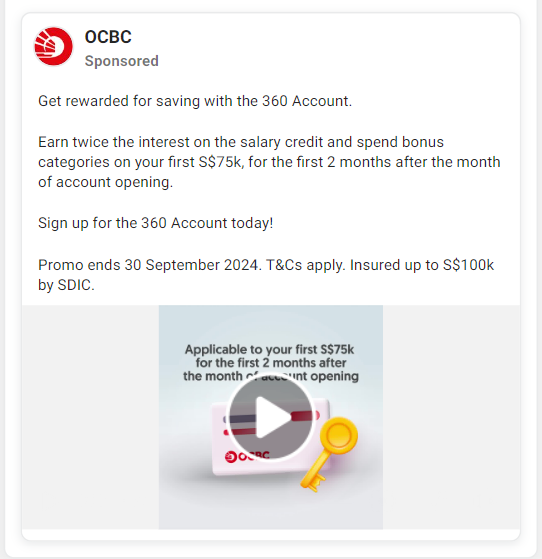 OCBC
Sponsored
Get rewarded for saving with the 360 Account.
Earn twice the interest on the salary credit and spend bonus
categories on your first S$75k, for the first 2 months after the month
of account opening.
Sign up for the 360 Account today!
Promo ends 30 September 2024. T&Cs apply. Insured up to S$100k
by SDIC.
Applicable to your first S$75k
for the first 2 months after
the month of account opening
OCBC